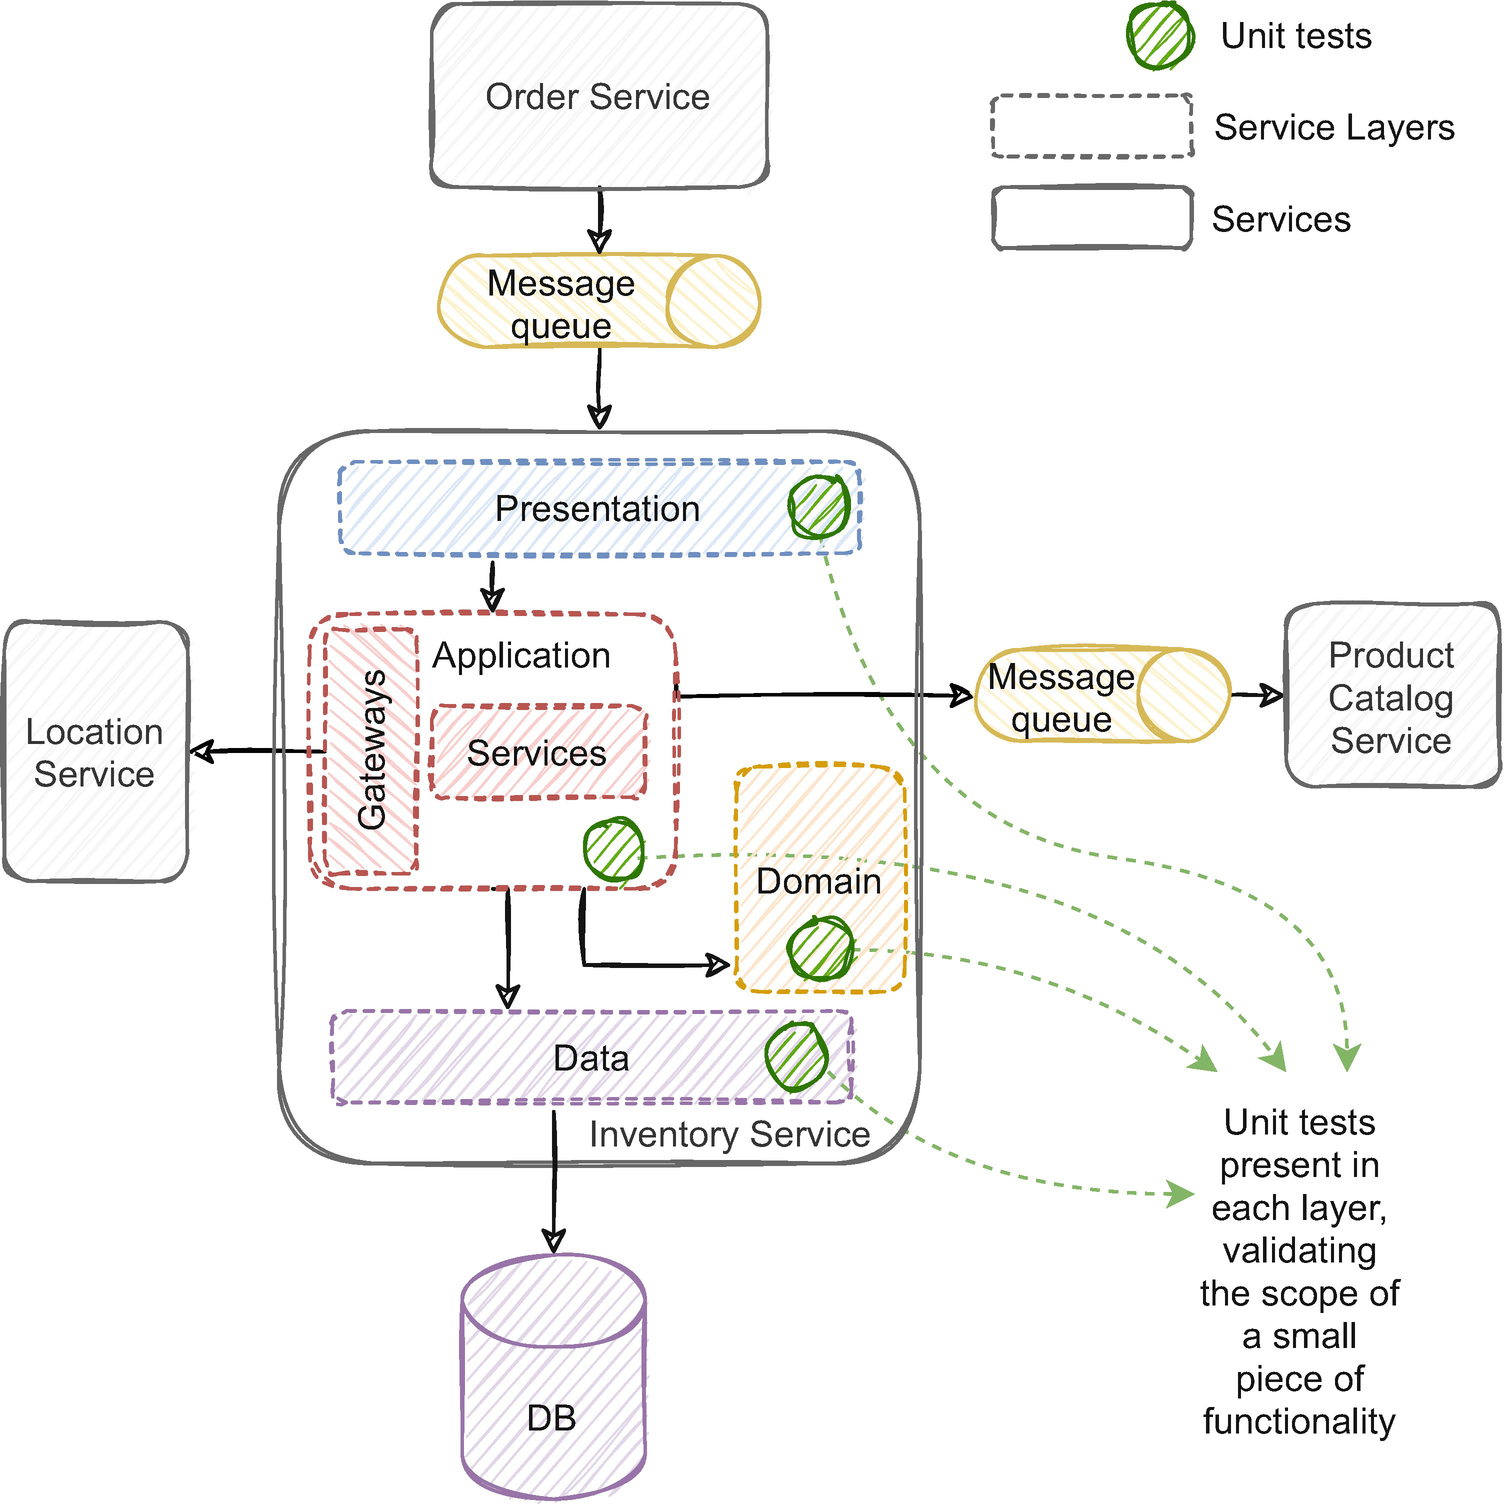 Order Service
Unit tests
Service Layers
Services
Message
queue
Presentation
Application
Gateways
Services
Location
Service
Message
queue
Product
Catalog
Service
Domain
Data
Inventory Service
DB
Unit tests
present in
each layer,
validating
the scope of
a small
piece of
functionality